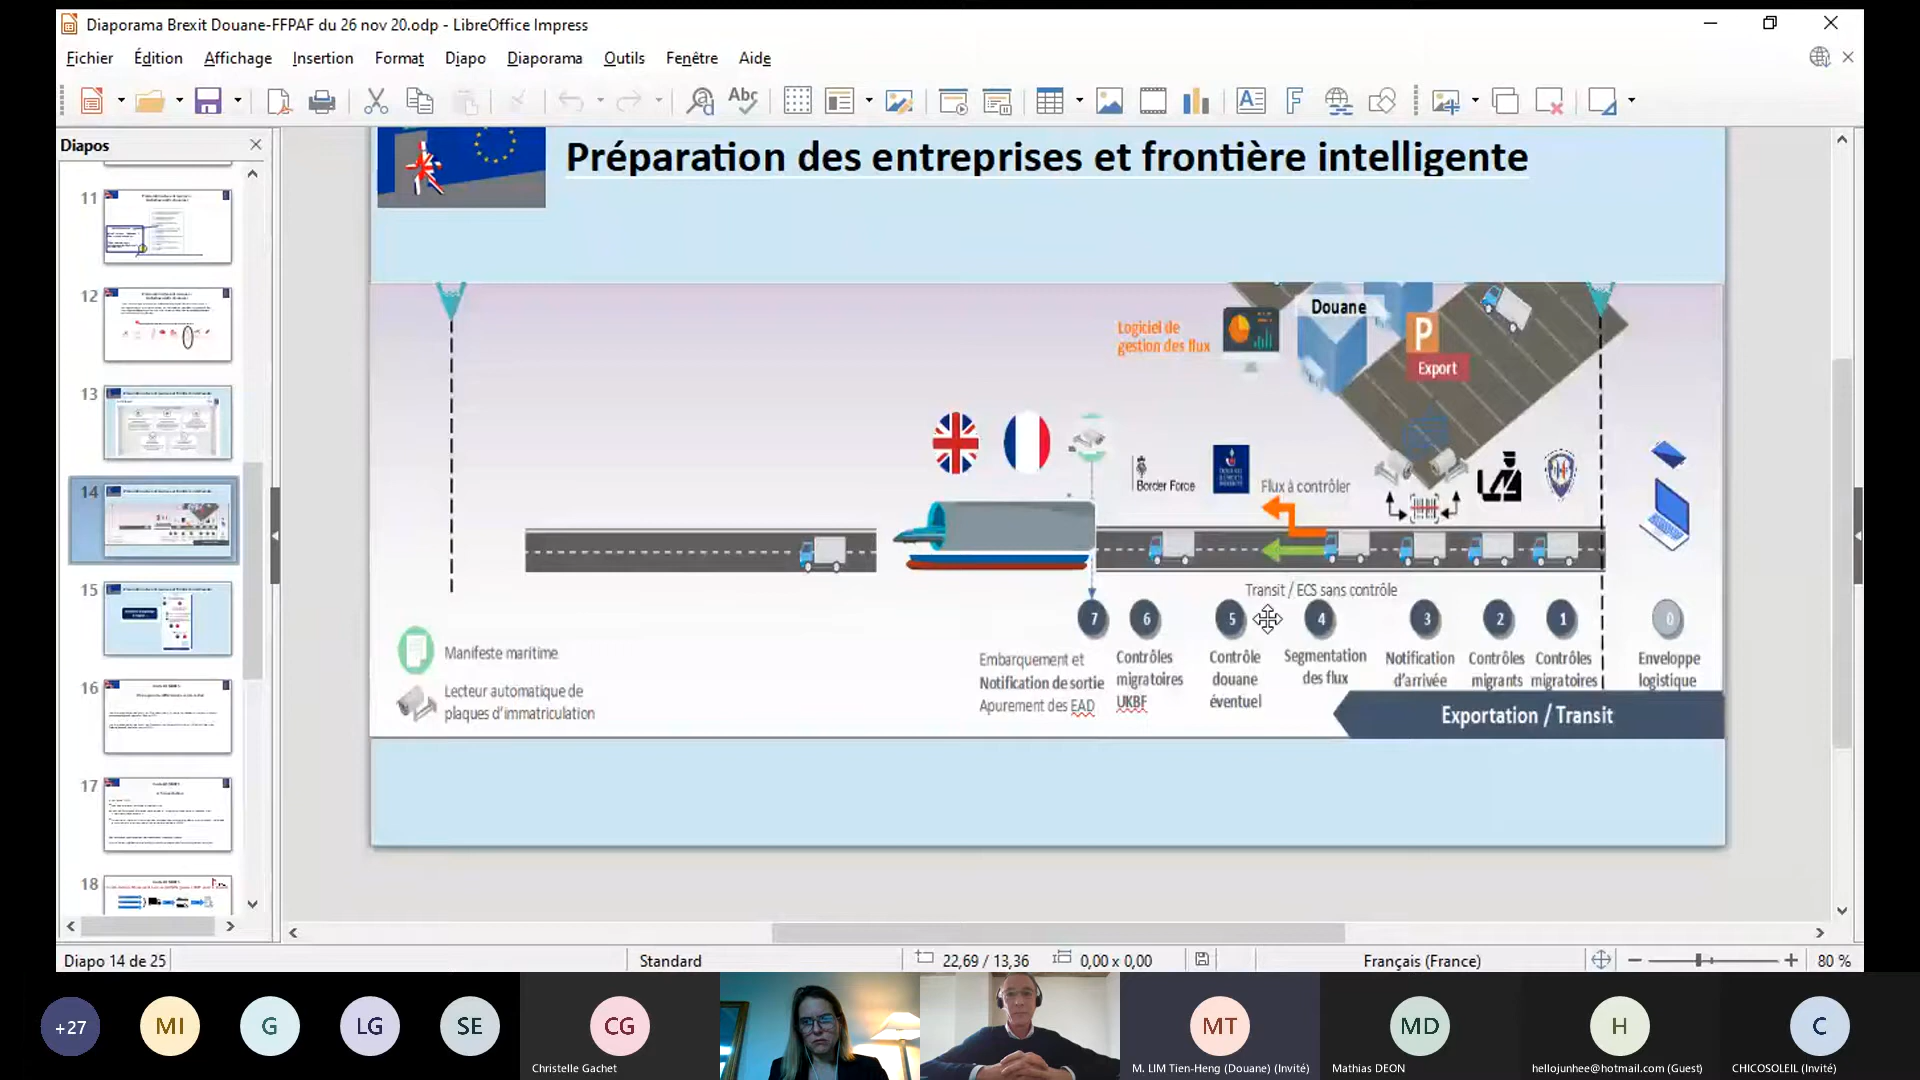 Diaporama Brexit Douane-FFPAF du 26 nov 20.odp - LibreOffice Impress
Fichier Édition Affichage Insertion Format Diapo Diaporama Outils Fenêtre Aide
Abc
Diapos
11
12
13
14
15
16
17
18
Préparation des entreprises et frontière intelligente
Logiciel de
gestion des flux
Douane
P
Export
Border Force
Flux à contrôler
Transit / ECS sans contrôle
7 6 5 4 3 2 1 0
Embarquement et
Notification de sortie
Apurement des EAD
Contrôles
migratoires
UKBF
Contrôle
douane
éventuel
Segmentation
des flux
Notification
d'arrivée
Contrôles
migrants
Contrôles
migratoires
Enveloppe
logistique
Manifeste maritime
Lecteur automatique de
plaques d'immatriculation
Exportation / Transit
Diapo 14 de 25
Standard
22,69 / 13,36
0,00 x 0,00
Français (France)
80 %
+27
MI
G
LG
SE
CG
Christelle Gachet
MT
M. LIM Tien-Heng (Douane) (Invité)
MD
Mathias DEON
H
hellojunhee@hotmail.com (Guest)
C
CHICOSOLEIL (Invité)